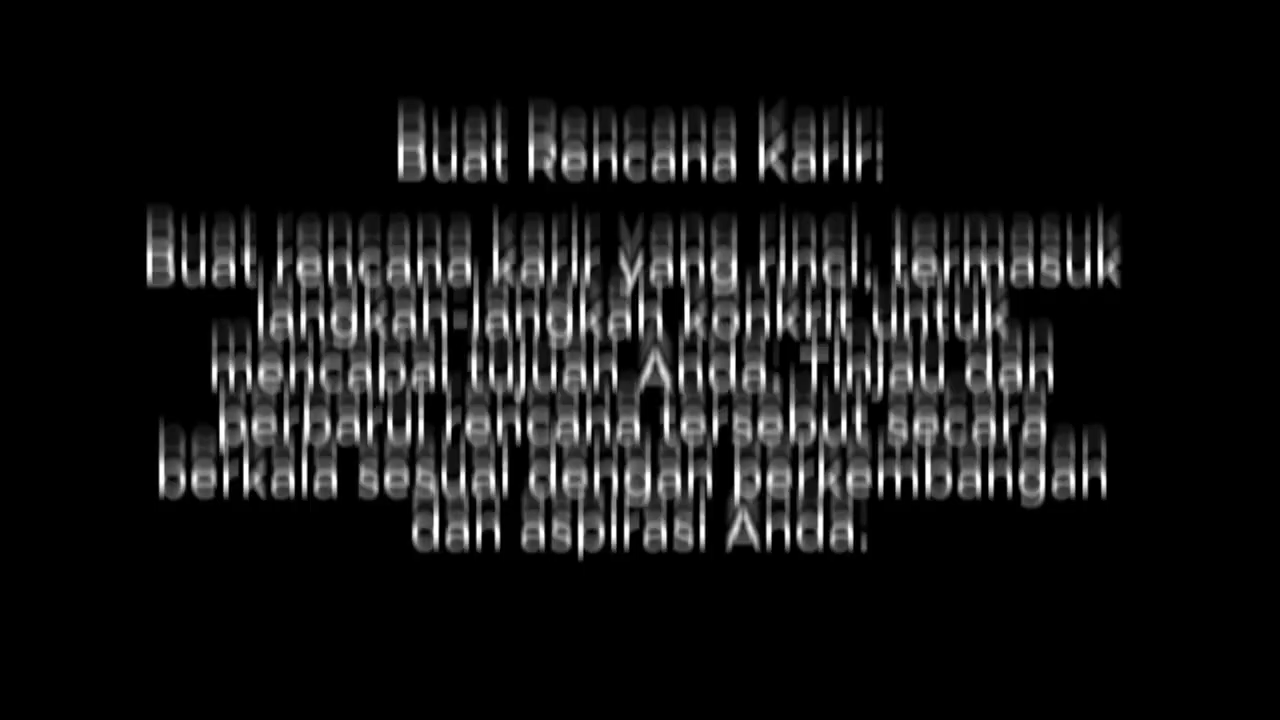 Buat Rencana Karir:
Buat rencana karir yang rinci, termasuk
langkah-langkah konkrit untuk
mencapai tujuan Anda. Tinjau dan
perbarui rencana tersebut secara
berkala sesuai dengan perkembangan
dan aspirasi Anda.